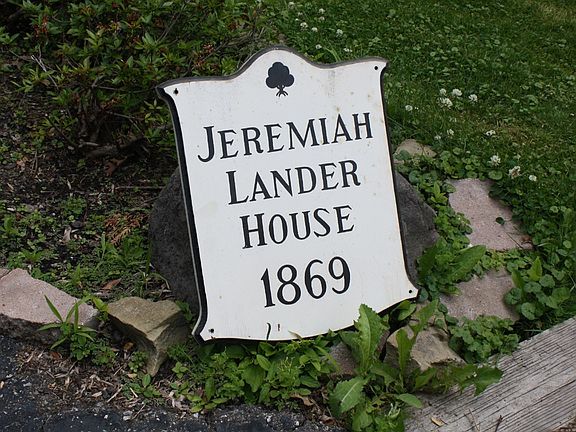 JEREMIAH
LANDER
HOUSE
1869